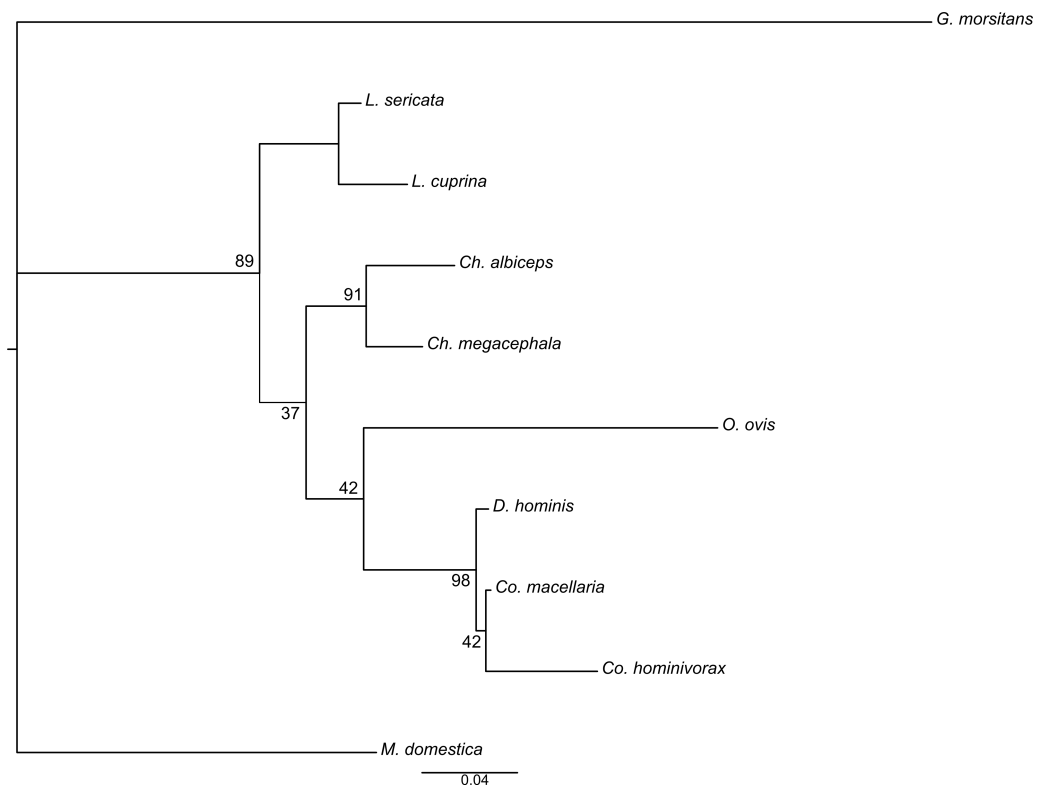 G. morsitans
L. sericata
L. cuprina
89
Ch. albiceps
91
Ch. megacephala
37
O. ovis
42
D. hominis
98
Co. macellaria
42
Co. hominivorax
M. domestica
0.04